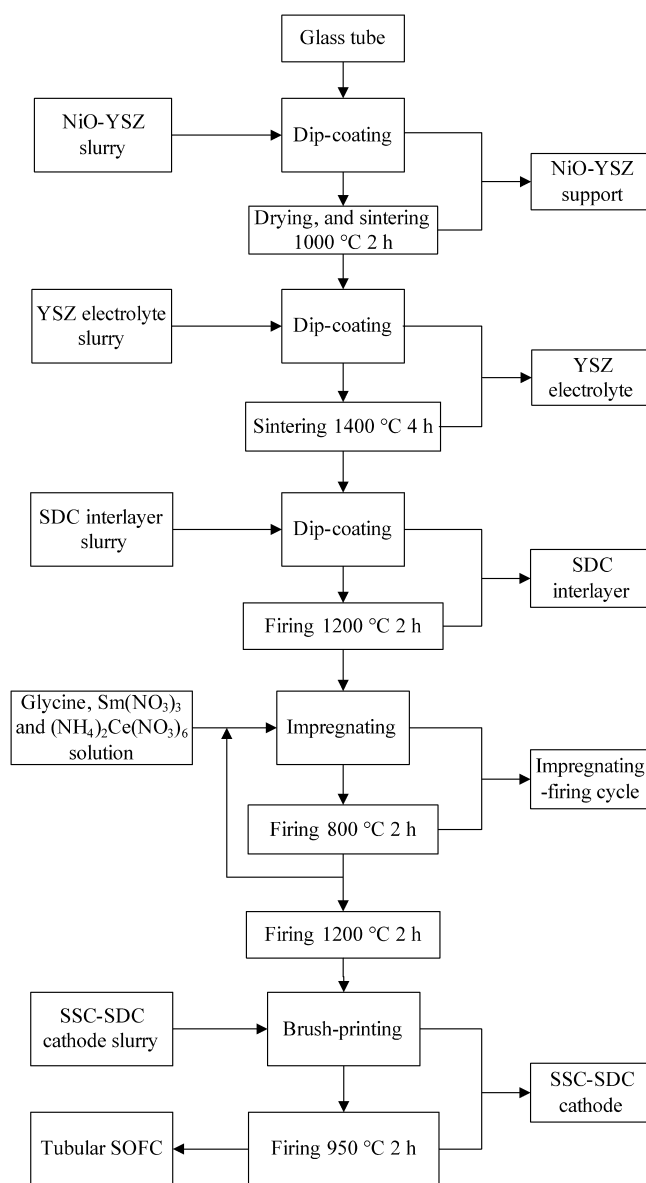 Glass tube
NiO-YSZ
slurry
Dip-coating
NiO-YSZ
support
Drying, and sintering
1000 °C 2 h
YSZ electrolyte
slurry
Dip-coating
YSZ
electrolyte
Sintering 1400 °C 4 h
SDC interlayer
slurry
Dip-coating
SDC
interlayer
Firing 1200 °C 2 h
Glycine, Sm(NO₃)₃
and (NH₄)₂Ce(NO₃)₆
solution
Impregnating
Impregnating
-firing cycle
Firing 800 °C 2 h
Firing 1200 °C 2 h
SSC-SDC
cathode slurry
Brush-printing
SSC-SDC
cathode
Tubular SOFC
Firing 950 °C 2 h